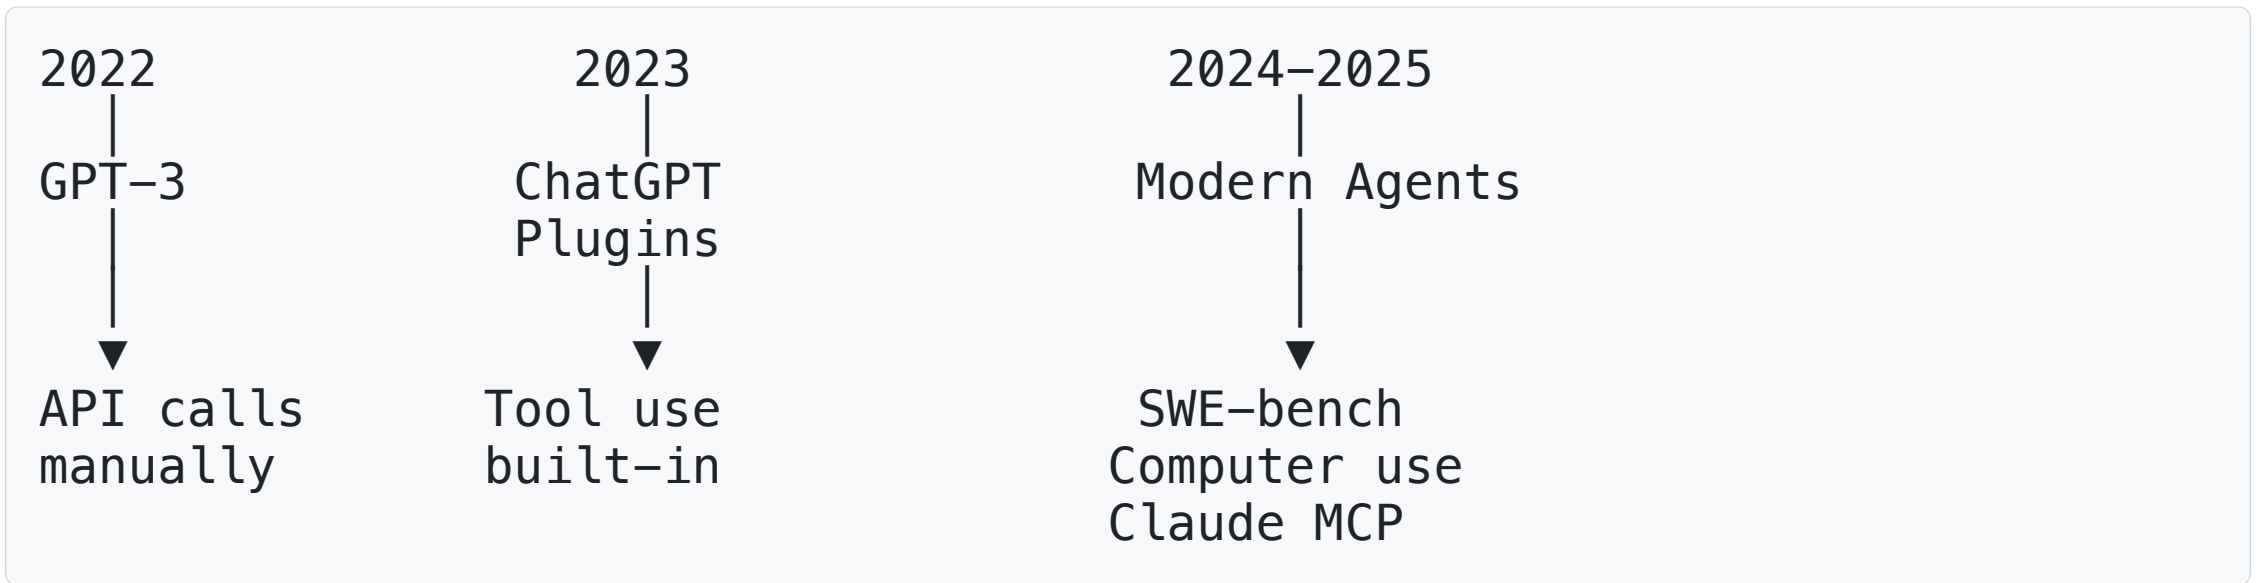 2022 2023 2024–2025
GPT–3 ChatGPT Modern Agents
Plugins
API calls Tool use SWE–bench
manually built–in Computer use
Claude MCP